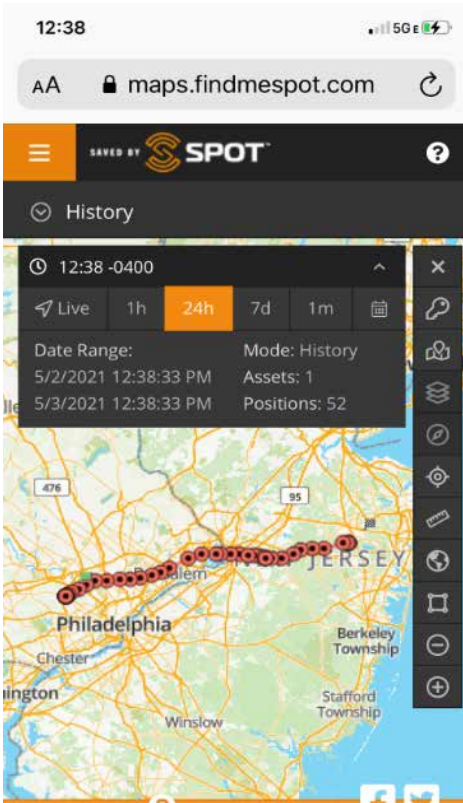 12:38
5G E
AA maps.findmespot.com
SAVED BY SPOT
?
History
12:38 -0400
Live 1h 24h 7d 1m
Date Range: Mode: History
5/2/2021 12:38:33 PM Assets: 1
5/3/2021 12:38:33 PM Positions: 52
476
95
JERSEY
Philadelphia
Berkeley
Township
Chester
ington
Stafford
Township
Winslow